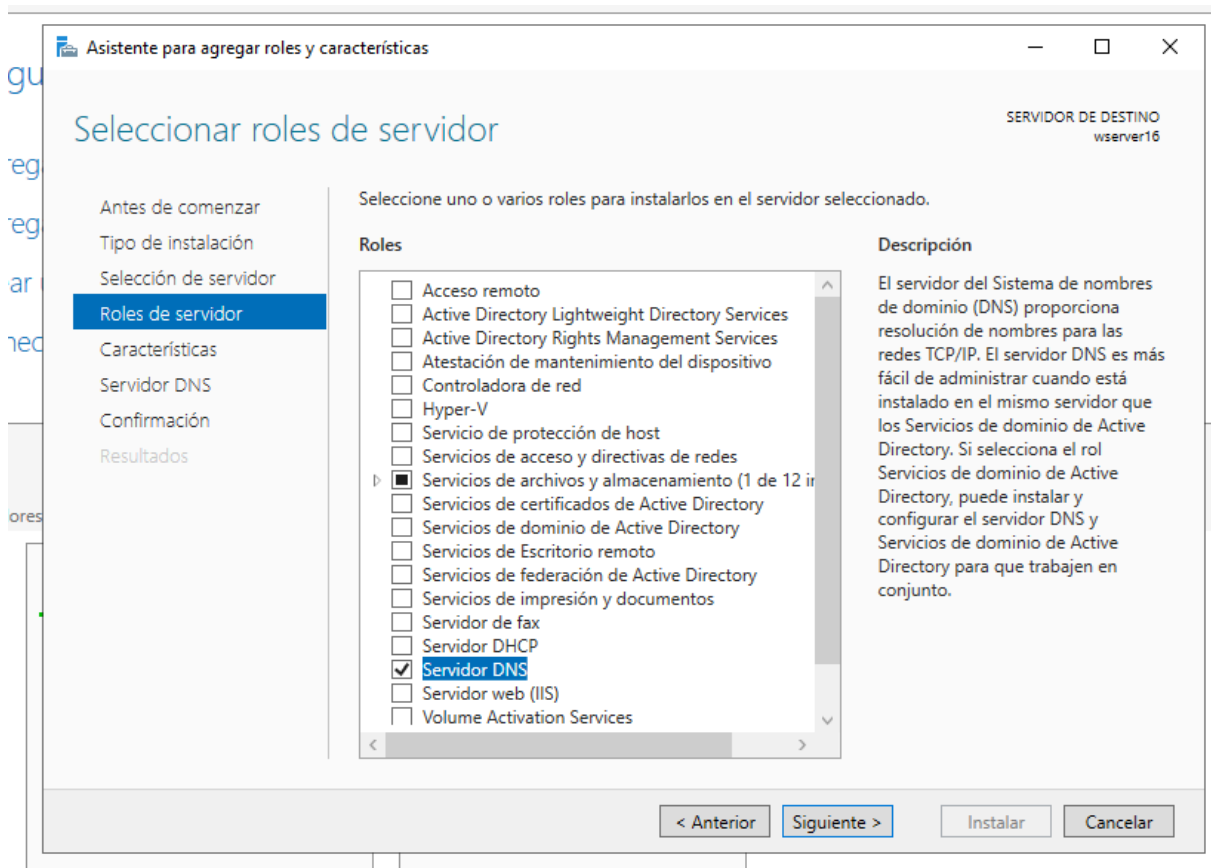 Asistente para agregar roles y características
Seleccionar roles de servidor
SERVIDOR DE DESTINO
wserver16
Antes de comenzar
Tipo de instalación
Selección de servidor
Roles de servidor
Características
Servidor DNS
Confirmación
Resultados
Seleccione uno o varios roles para instalarlos en el servidor seleccionado.
Roles
Acceso remoto
Active Directory Lightweight Directory Services
Active Directory Rights Management Services
Atestación de mantenimiento del dispositivo
Controladora de red
Hyper-V
Servicio de protección de host
Servicios de acceso y directivas de redes
Servicios de archivos y almacenamiento (1 de 12 in
Servicios de certificados de Active Directory
Servicios de dominio de Active Directory
Servicios de Escritorio remoto
Servicios de federación de Active Directory
Servicios de impresión y documentos
Servidor de fax
Servidor DHCP
Servidor DNS
Servidor web (IIS)
Volume Activation Services
Descripción
El servidor del Sistema de nombres
de dominio (DNS) proporciona
resolución de nombres para las
redes TCP/IP. El servidor DNS es más
fácil de administrar cuando está
instalado en el mismo servidor que
los Servicios de dominio de Active
Directory. Si selecciona el rol
Servicios de dominio de Active
Directory, puede instalar y
configurar el servidor DNS y
Servicios de dominio de Active
Directory para que trabajen en
conjunto.
< Anterior
Siguiente >
Instalar
Cancelar